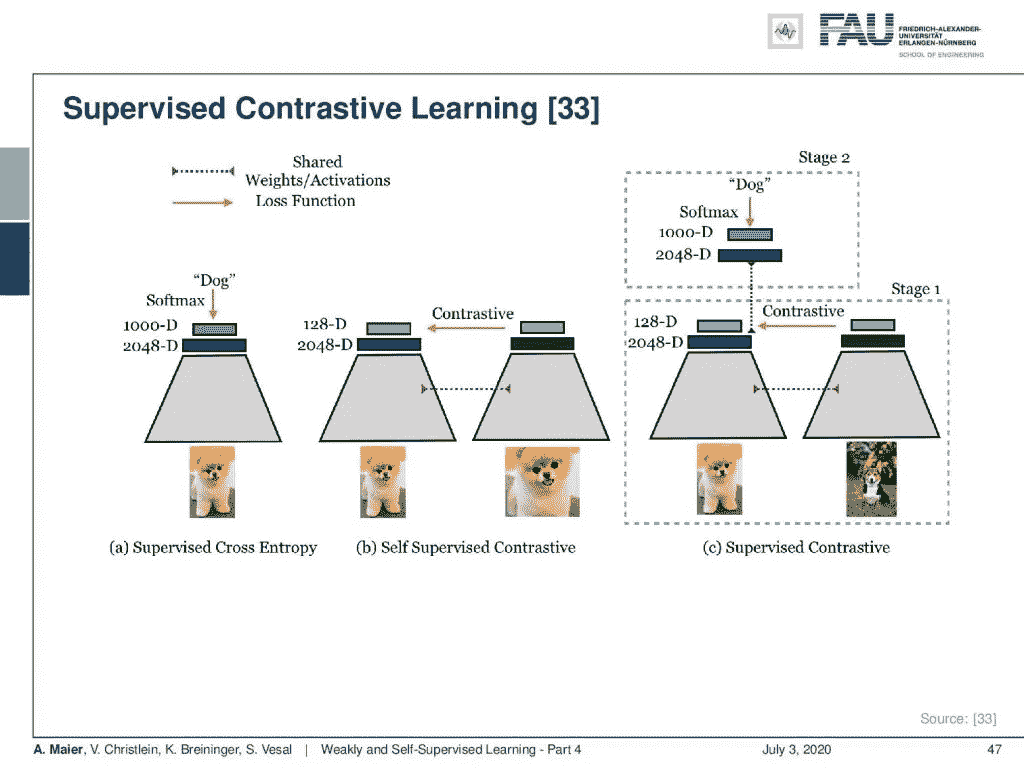 FAU
FRIEDRICH-ALEXANDER-
UNIVERSITÄT
ERLANGEN-NÜRNBERG
SCHOOL OF ENGINEERING
Supervised Contrastive Learning [33]
Shared
Weights/Activations
Loss Function
"Dog"
Softmax
1000-D
2048-D
(a) Supervised Cross Entropy
Contrastive
128-D
2048-D
(b) Self Supervised Contrastive
Stage 2
"Dog"
Softmax
1000-D
2048-D
Stage 1
Contrastive
128-D
2048-D
(c) Supervised Contrastive
Source: [33]
A. Maier, V. Christlein, K. Breininger, S. Vesal | Weakly and Self-Supervised Learning - Part 4 July 3, 2020 47